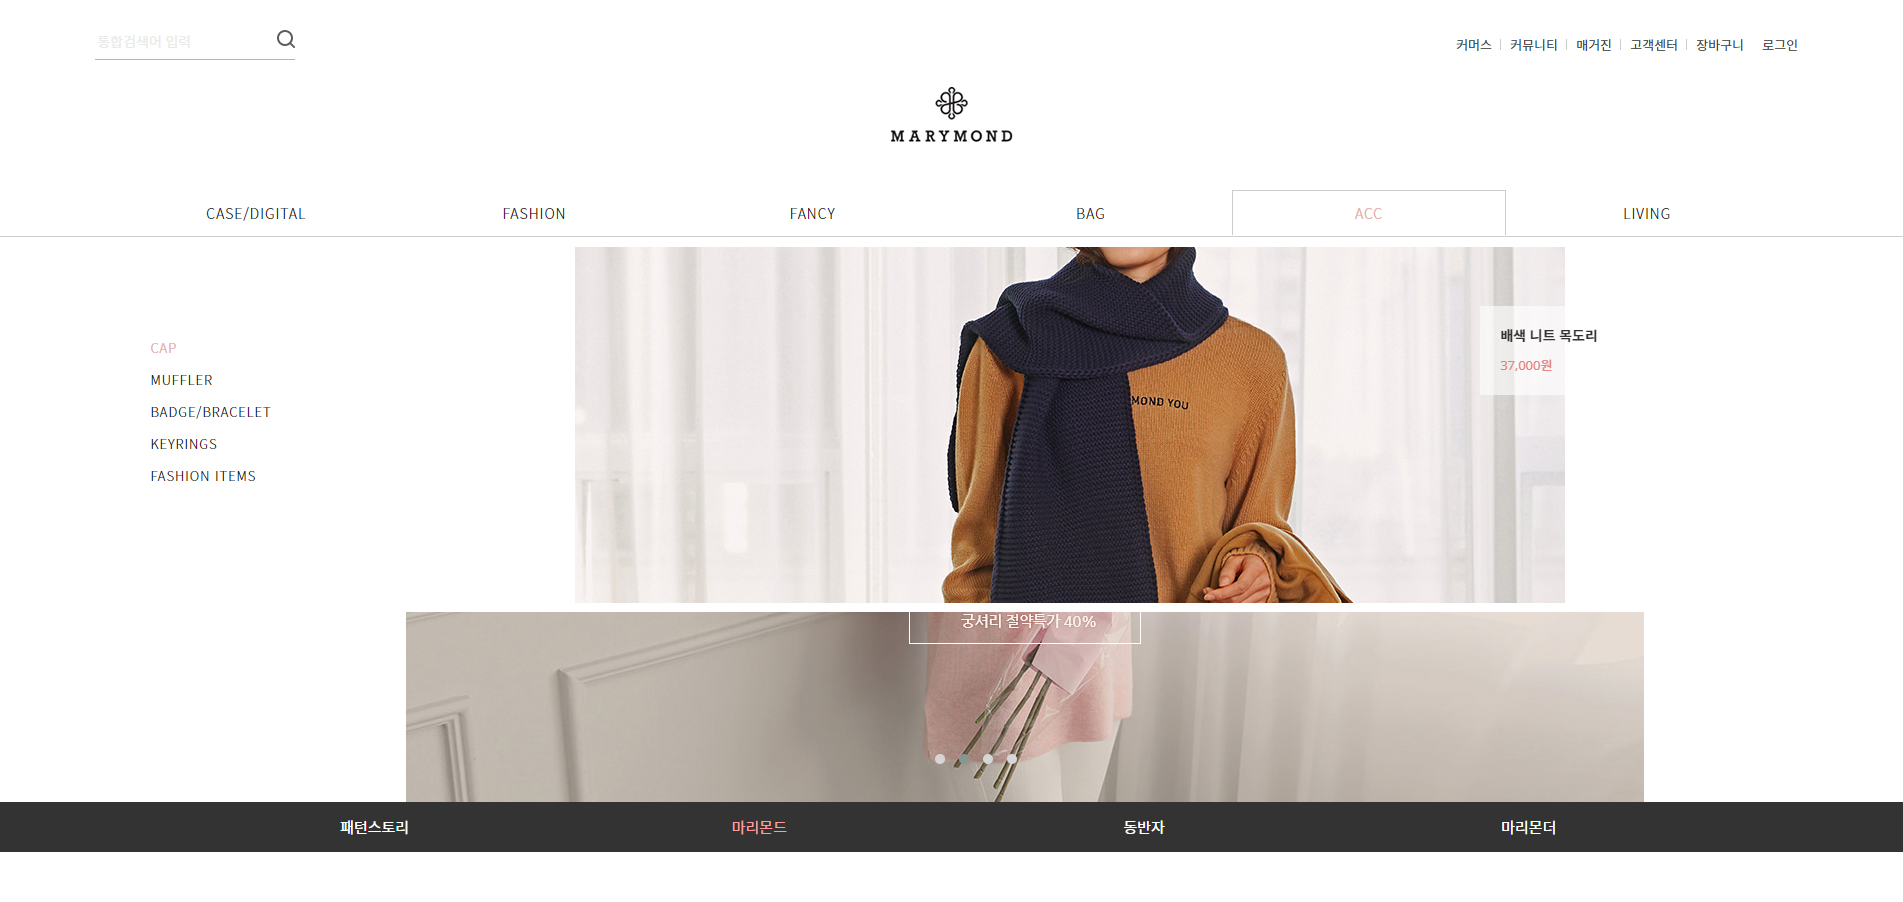 통합검색어 입력
커머스 커뮤니티 매거진 고객센터 장바구니 로그인
MARYMOND
CASE/DIGITAL FASHION FANCY BAG ACC LIVING
CAP
MUFFLER
BADGE/BRACELET
KEYRINGS
FASHION ITEMS
배색 니트 목도리
37,000원
MOND YOU
궁셔리 절약특가 40%
패턴스토리 마리몬드 동반자 마리몬더